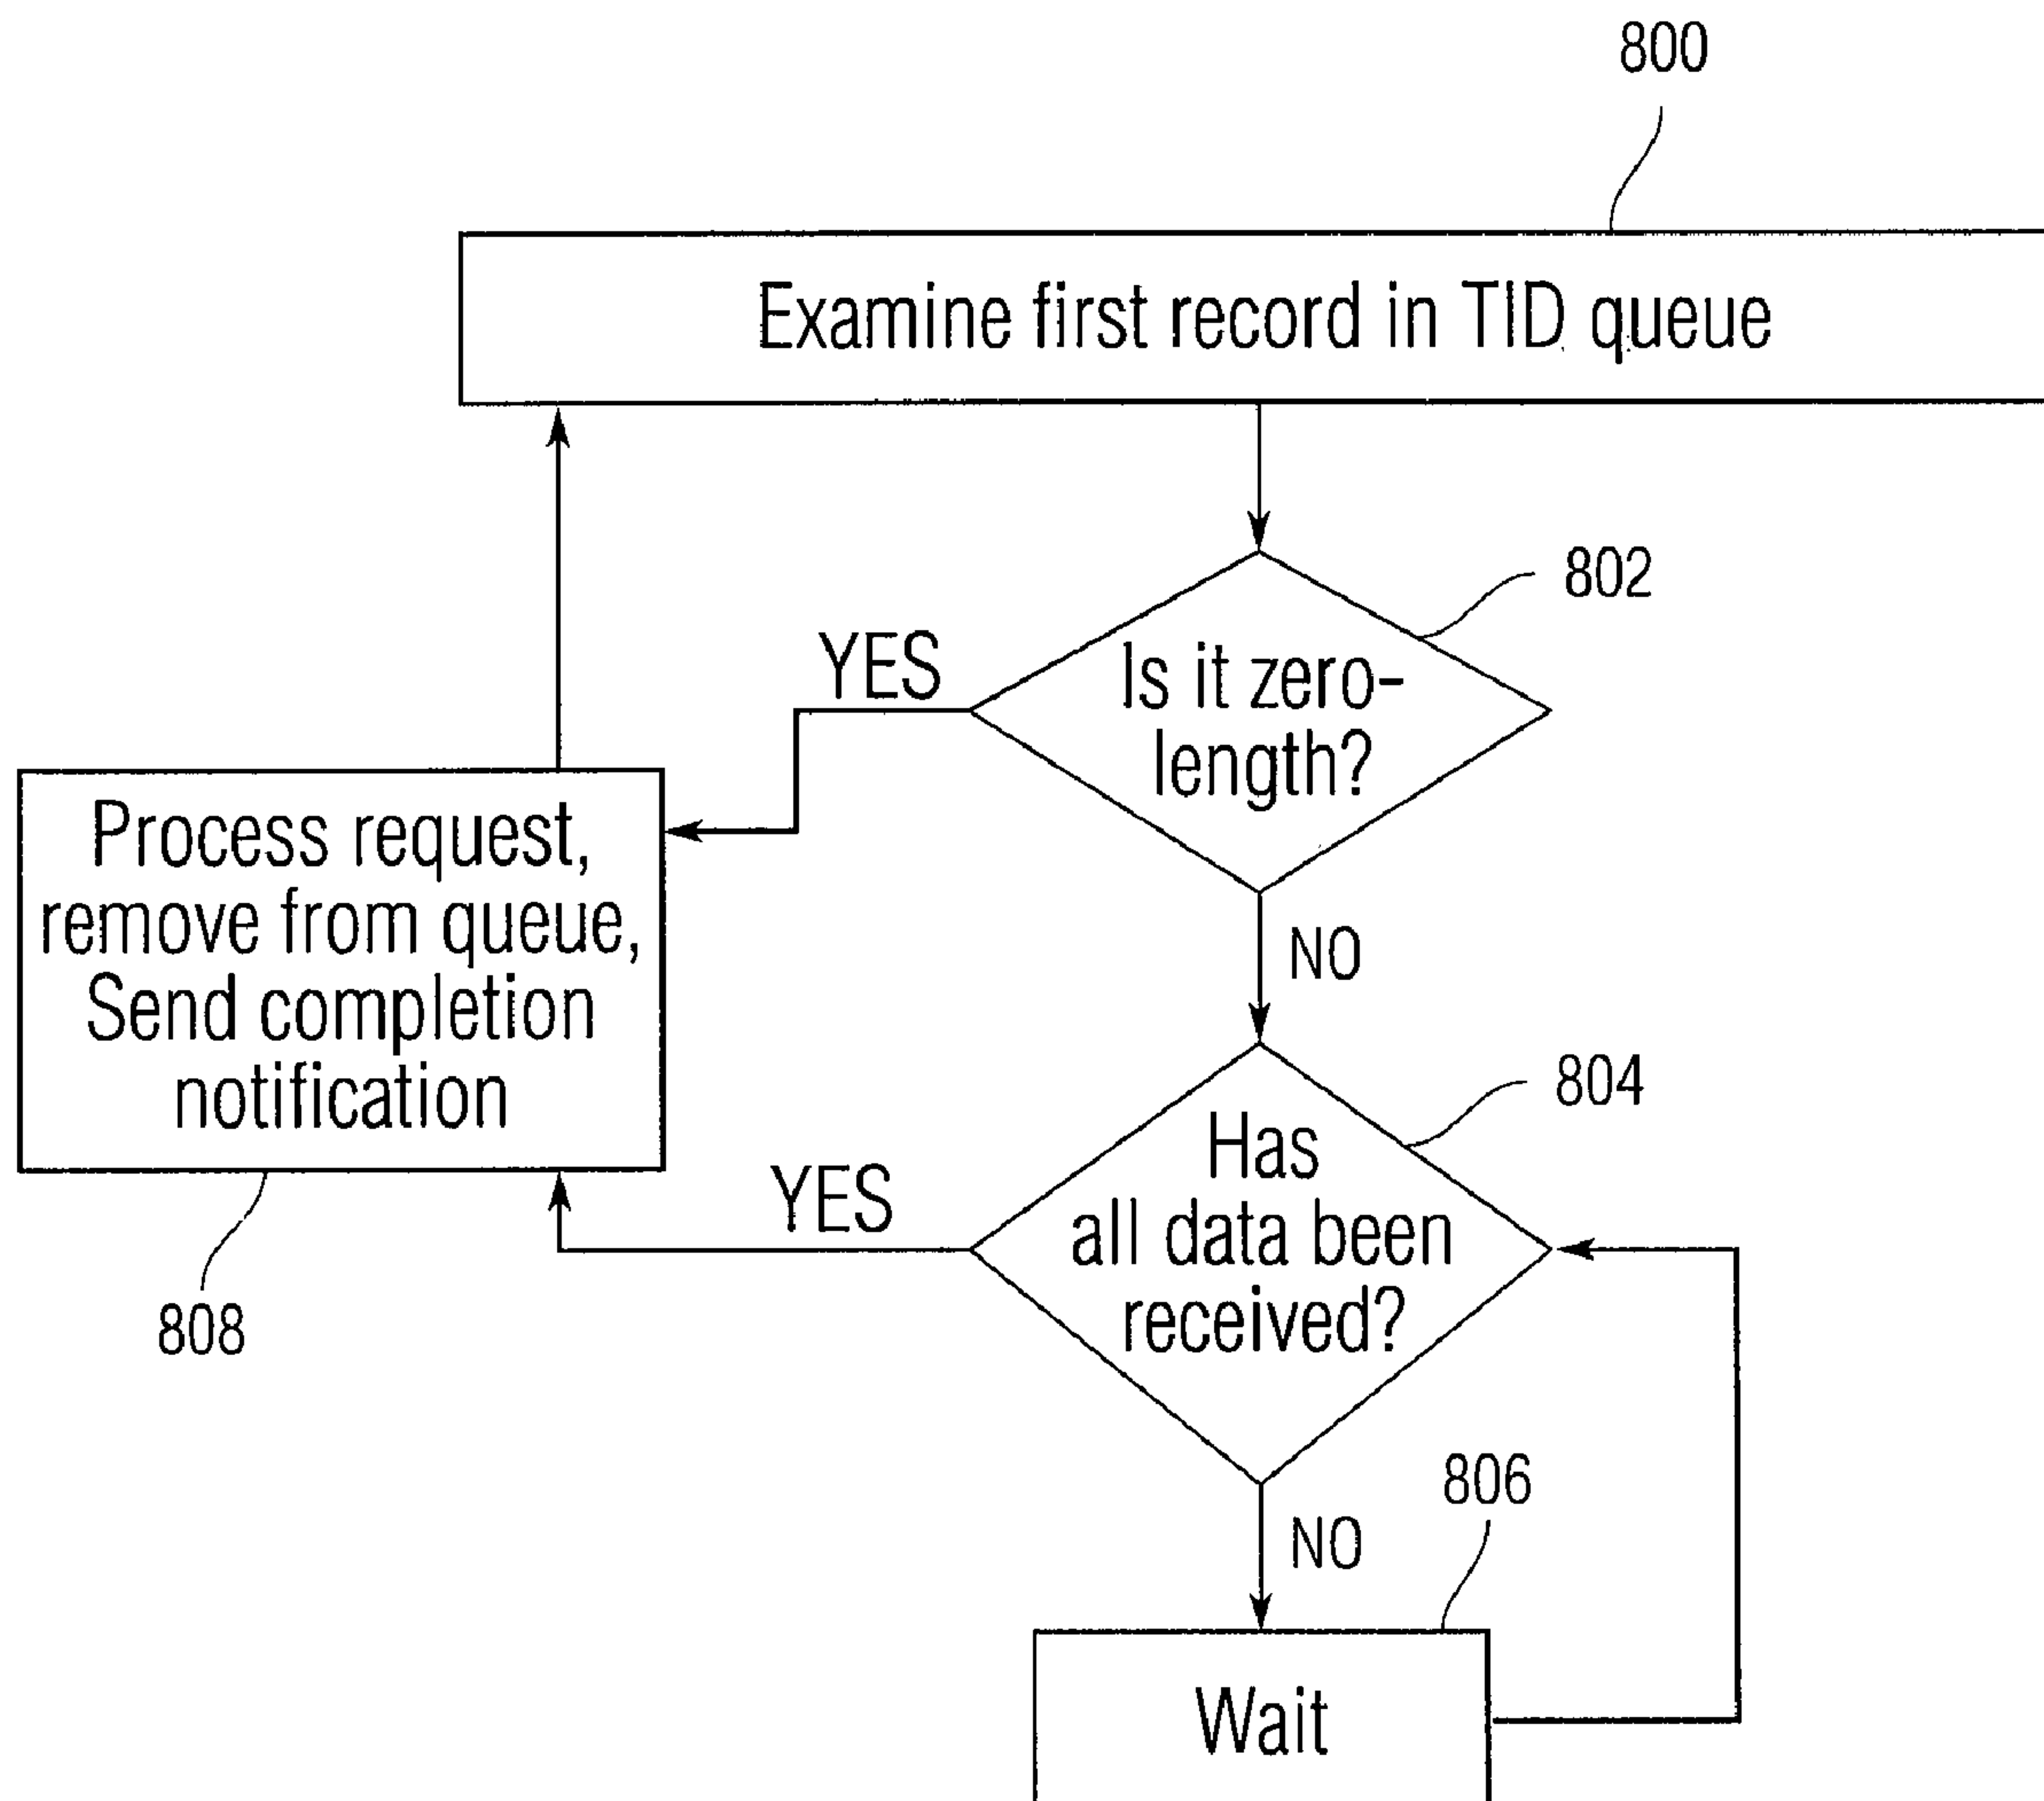 800
Examine first record in TID queue
802
Is it zero-
length?
YES
NO
Process request,
remove from queue,
Send completion
notification
808
804
Has
all data been
received?
YES
NO
806
Wait